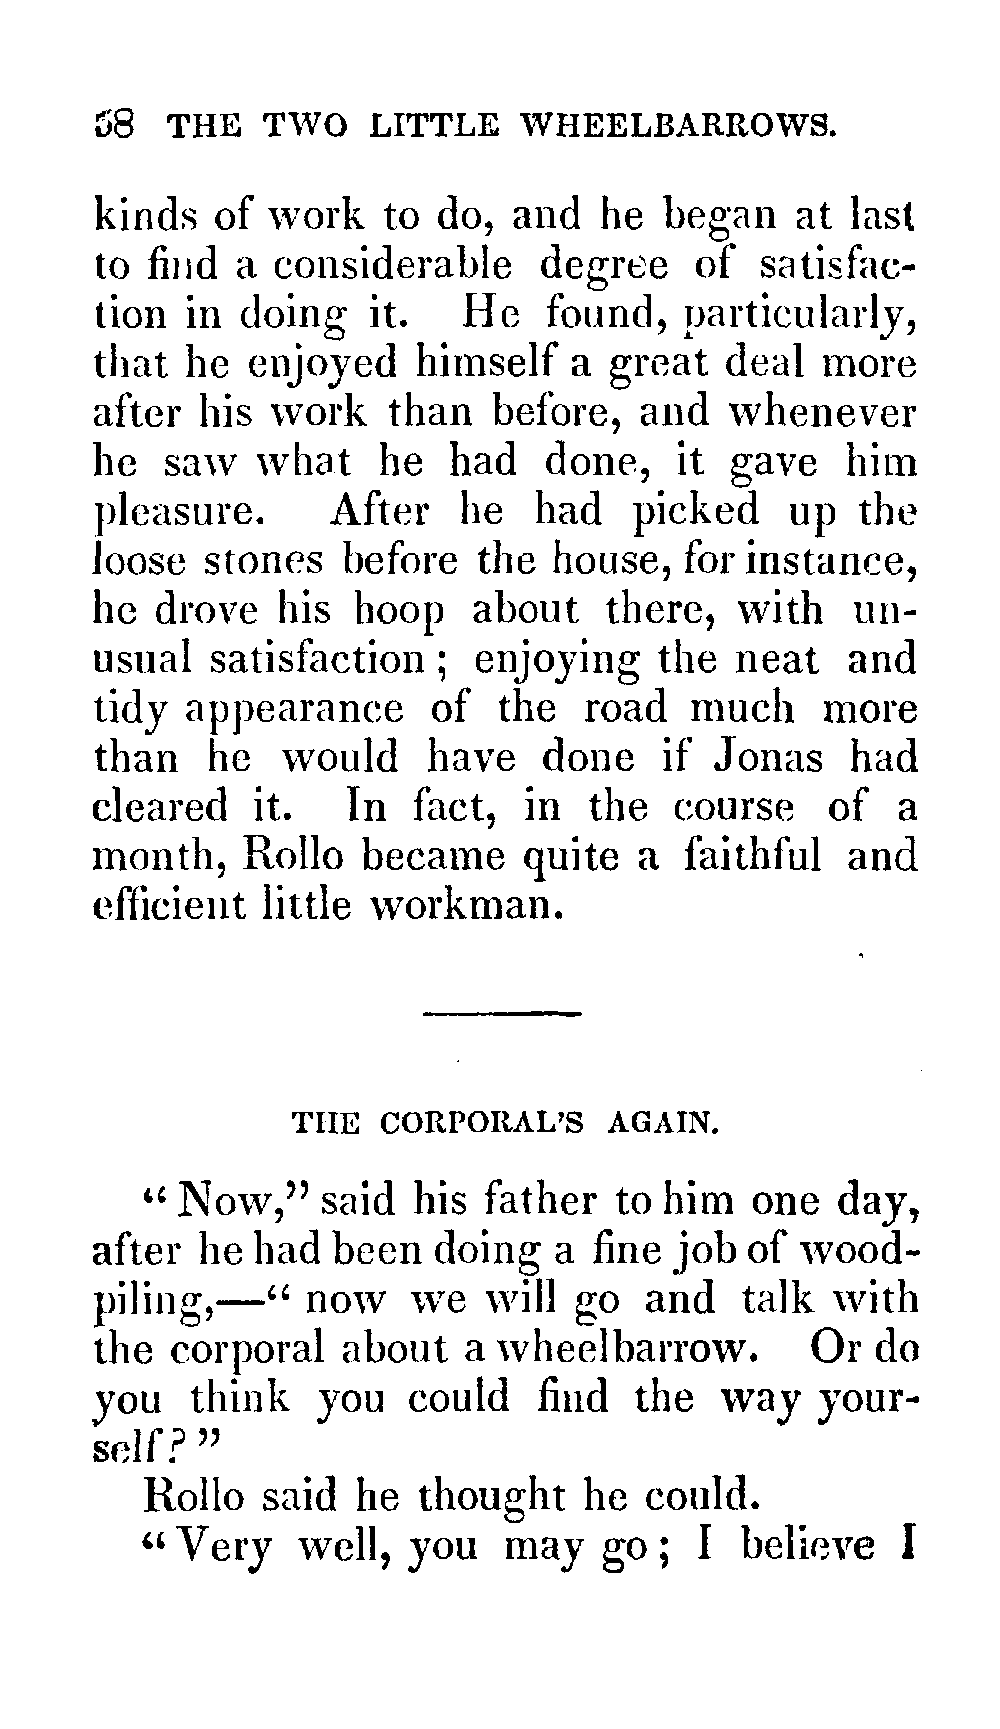 58 THE TWO LITTLE WHEELBARROWS.
kinds of work to do, and he began at last
to find a considerable degree of satisfac-
tion in doing it. He found, particularly,
that he enjoyed himself a great deal more
after his work than before, and whenever
he saw what he had done, it gave him
pleasure. After he had picked up the
loose stones before the house, for instance,
he drove his hoop about there, with un-
usual satisfaction; enjoying the neat and
tidy appearance of the road much more
than he would have done if Jonas had
cleared it. In fact, in the course of a
month, Rollo became quite a faithful and
efficient little workman.
THE CORPORAL'S AGAIN.
"Now," said his father to him one day,
after he had been doing a fine job of wood-
piling,—"now we will go and talk with
the corporal about a wheelbarrow. Or do
you think you could find the way your-
self?"
Rollo said he thought he could.
"Very well, you may go; I believe I